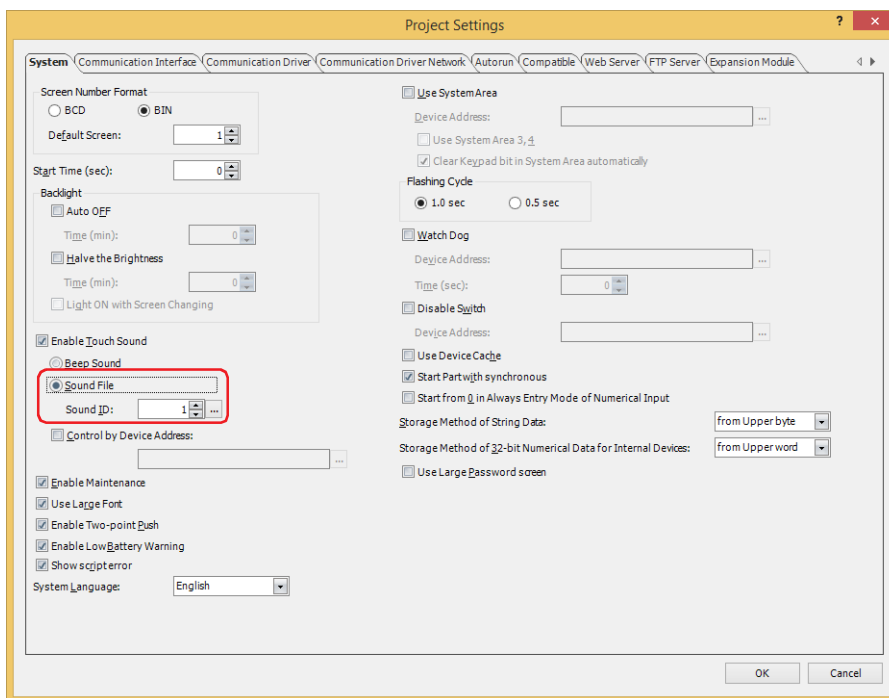 Project Settings
?
System
Communication Interface
Communication Driver
Communication Driver Network
Autorun
Compatible
Web Server
FTP Server
Expansion Module
Screen Number Format
BCD
BIN
Default Screen:
1
Start Time (sec):
0
Backlight
Auto OFF
Time (min):
0
Halve the Brightness
Time (min):
0
Light ON with Screen Changing
Enable Touch Sound
Beep Sound
Sound File
Sound ID:
1
...
Control by Device Address:
...
Enable Maintenance
Use Large Font
Enable Two-point Push
Enable Low Battery Warning
Show script error
System Language:
English
Use System Area
Device Address:
...
Use System Area 3, 4
Clear Keypad bit in System Area automatically
Flashing Cycle
1.0 sec
0.5 sec
Watch Dog
Device Address:
...
Time (sec):
0
Disable Switch
Device Address:
...
Use Device Cache
Start Part with synchronous
Start from 0 in Always Entry Mode of Numerical Input
Storage Method of String Data:
from Upper byte
Storage Method of 32-bit Numerical Data for Internal Devices:
from Upper word
Use Large Password screen
OK
Cancel